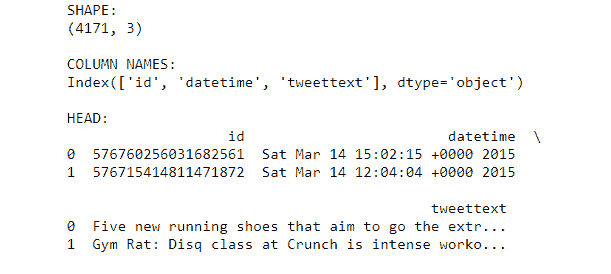 SHAPE:
(4171, 3)
COLUMN NAMES:
Index(['id', 'datetime', 'tweettext'], dtype='object')
HEAD:
id datetime \
0 576760256031682561 Sat Mar 14 15:02:15 +0000 2015
1 576715414811471872 Sat Mar 14 12:04:04 +0000 2015
tweettext
0 Five new running shoes that aim to go the extr...
1 Gym Rat: Disq class at Crunch is intense worko...